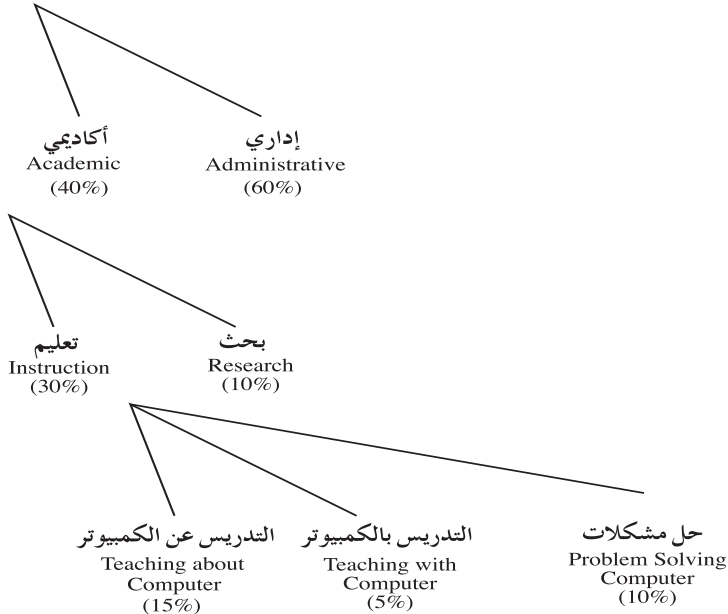 أكاديمي
Academic
(40%)
إداري
Administrative
(60%)
تعليم
Instruction
(30%)
بحث
Research
(10%)
التدريس عن الكمبيوتر
Teaching about
Computer
(15%)
التدريس بالكمبيوتر
Teaching with
Computer
(5%)
حل مشكلات
Problem Solving
Computer
(10%)